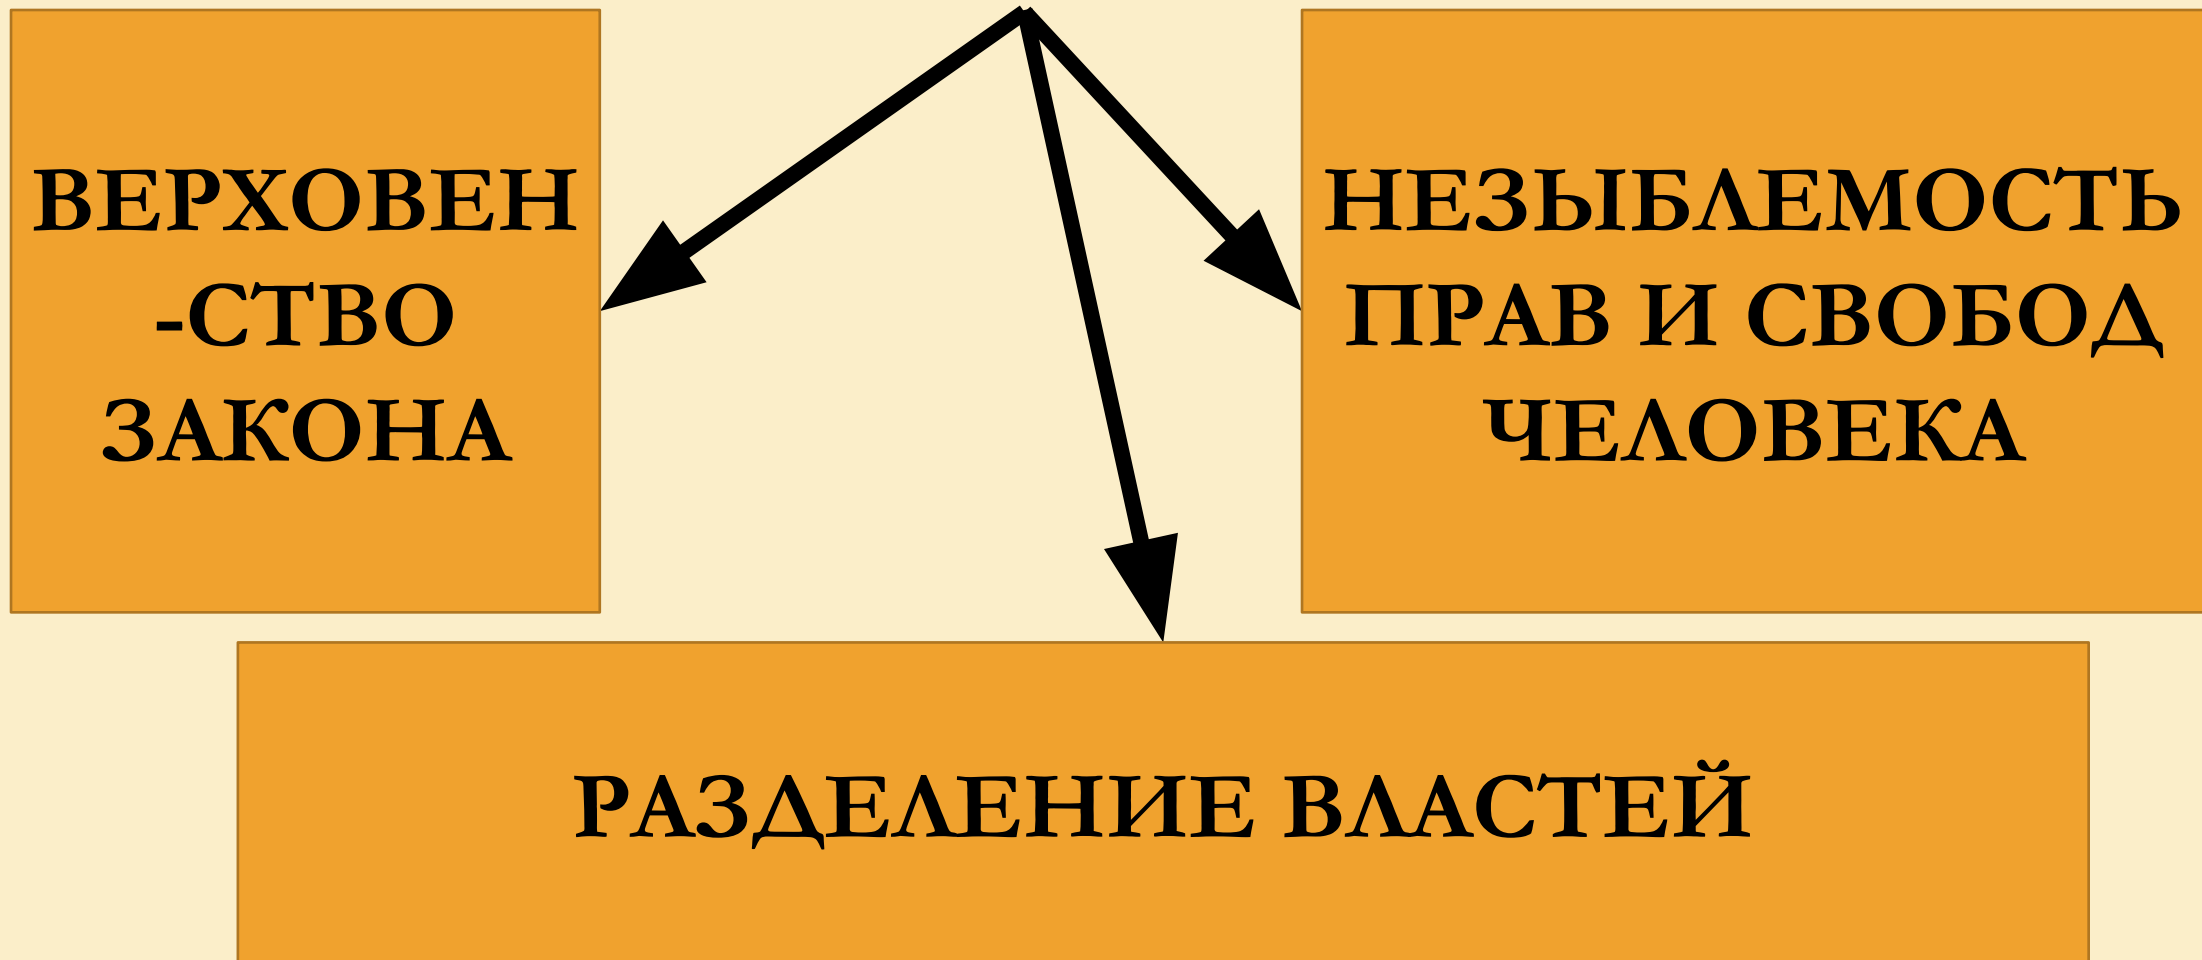 ВЕРХОВЕН
-СТВО
ЗАКОНА
НЕЗЫБЛЕМОСТЬ
ПРАВ И СВОБОД
ЧЕЛОВЕКА
РАЗДЕЛЕНИЕ ВЛАСТЕЙ